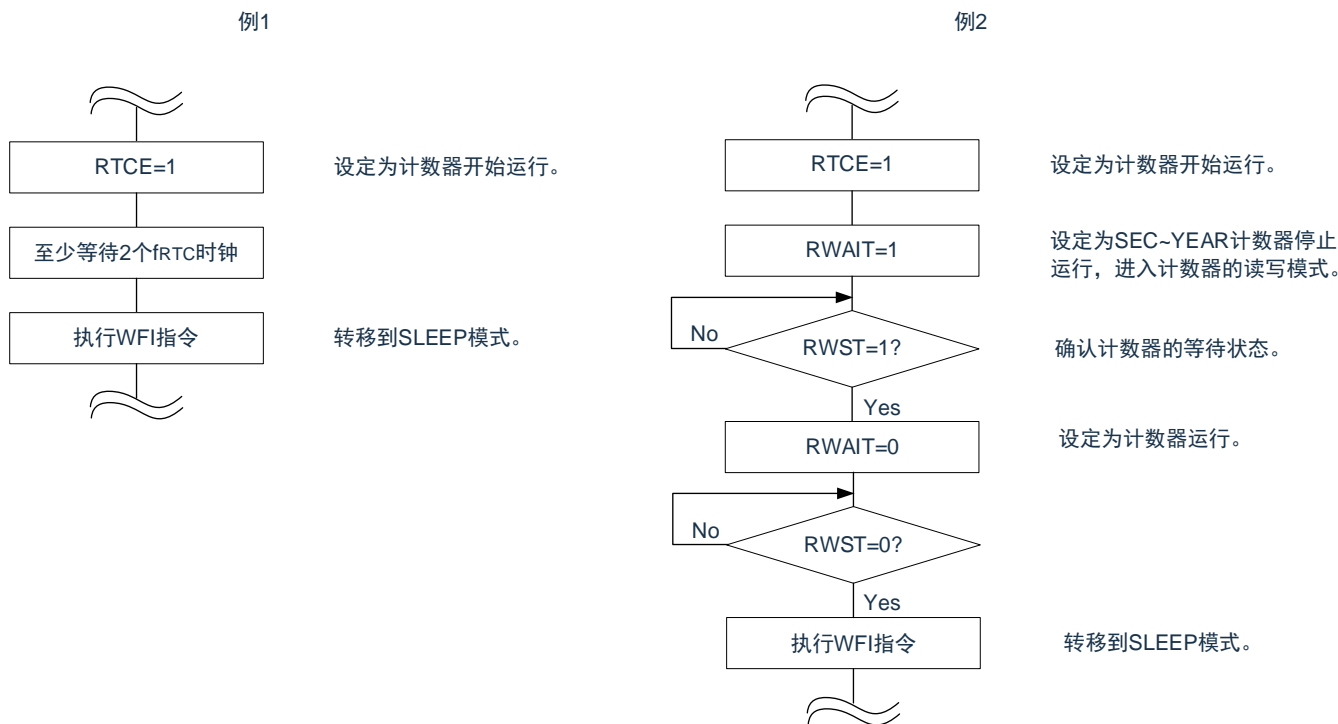 例1
RTCE=1
设定为计数器开始运行。
至少等待2个fRTC时钟
执行WFI指令
转移到SLEEP模式。
例2
RTCE=1
设定为计数器开始运行。
RWAIT=1
设定为SEC~YEAR计数器停止
运行，进入计数器的读写模式。
No
RWST=1?
确认计数器的等待状态。
Yes
RWAIT=0
设定为计数器运行。
No
RWST=0?
Yes
执行WFI指令
转移到SLEEP模式。